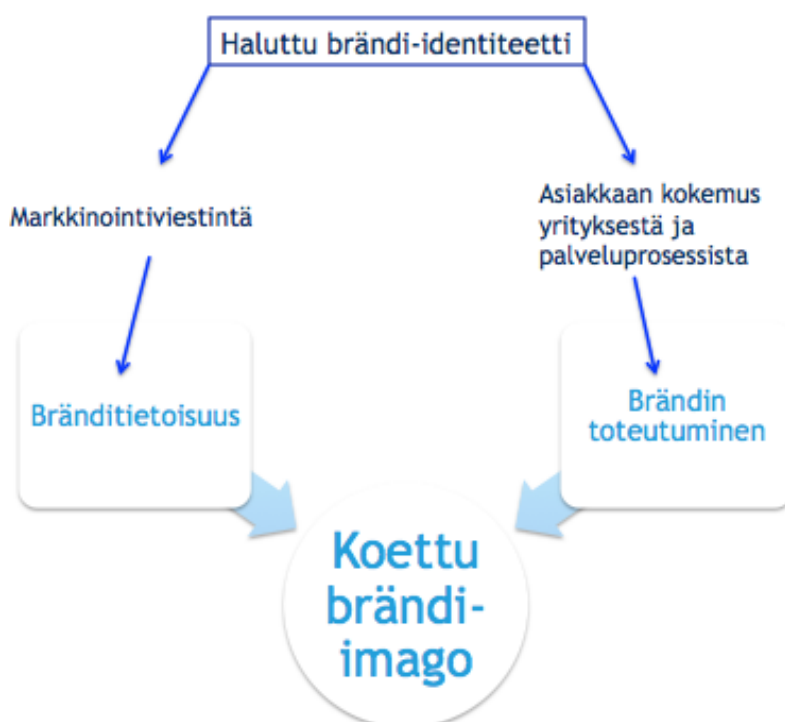 Haluttu brändi-identiteetti
Markkinointiviestintä
Asiakkaan kokemus
yrityksestä ja
palveluprosessista
Bränditietoisuus
Brändin
toteutuminen
Koettu
brändi-
imago